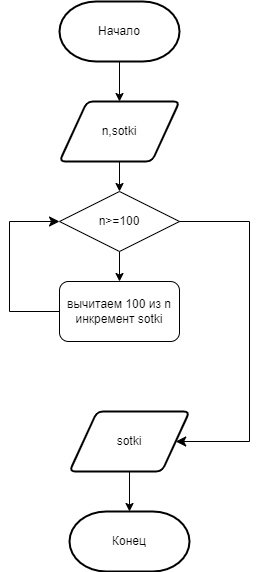 Начало
n,sotki
n>=100
вычитаем 100 из n
инкремент sotki
sotki
Конец